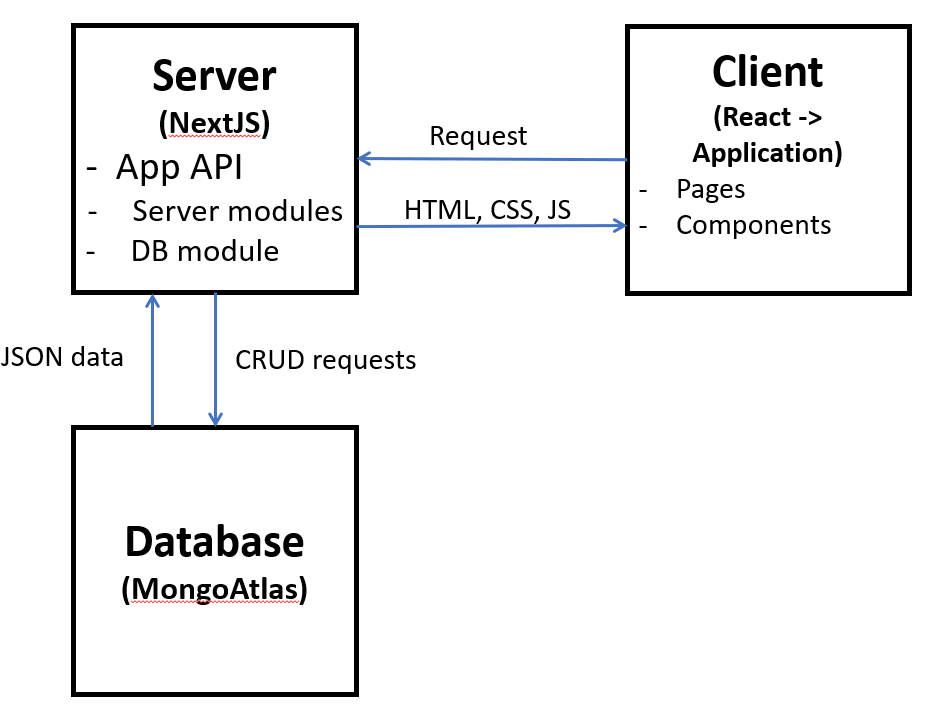 Server
(NextJS)
- App API
- Server modules
- DB module
Request
HTML, CSS, JS
Client
(React ->
Application)
- Pages
- Components
JSON data
CRUD requests
Database
(MongoAtlas)